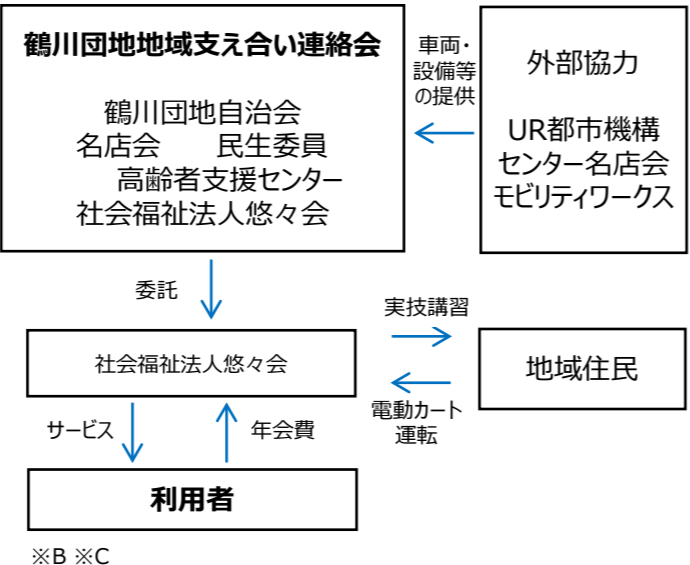 鶴川団地地域支え合い連絡会
鶴川団地自治会
名店会　　民生委員
高齢者支援センター
社会福祉法人悠々会
車両・
設備等
の提供
外部協力
UR都市機構
センター名店会
モビリティワークス
委託
社会福祉法人悠々会
実技講習
電動カート
運転
地域住民
サービス
年会費
利用者
※B ※C